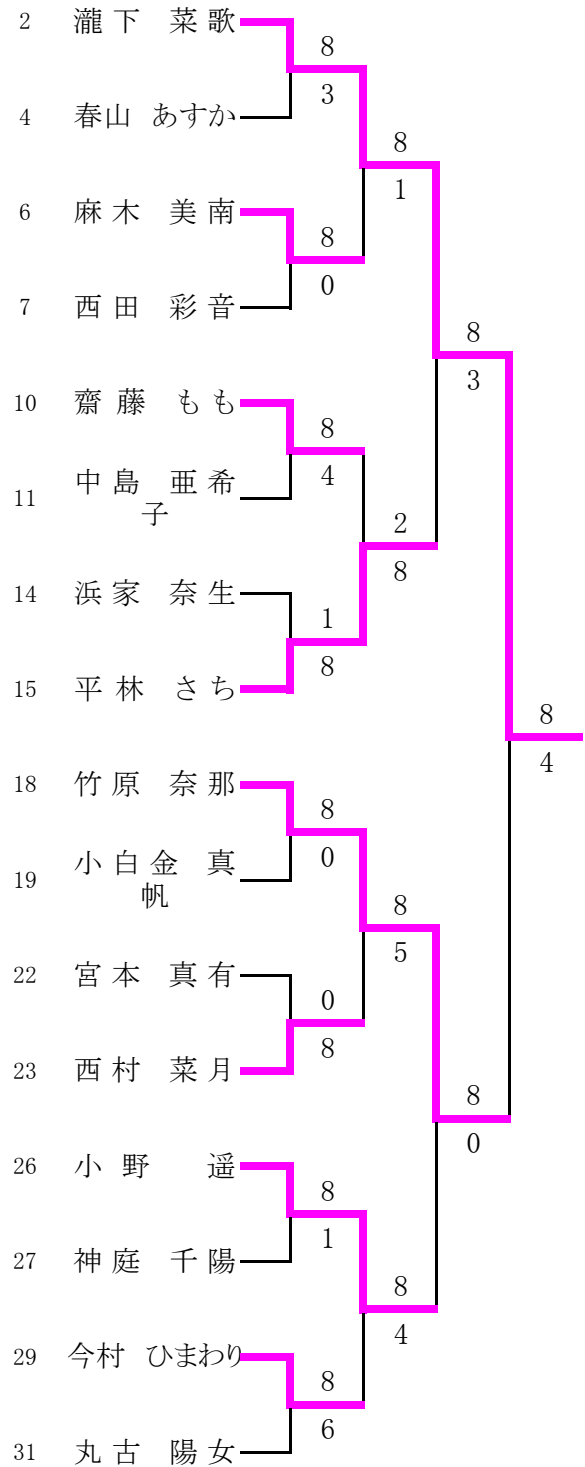 2 瀧下 菜歌
8
3
4 春山 あすか
8
1
6 麻木 美南
8
0
7 西田 彩音
8
3
10 齋藤 もも
8
4
11 中島 亜希
子
2
8
14 浜家 奈生
1
8
15 平林 さち
8
4
18 竹原 奈那
8
0
19 小白金 真
帆
8
5
22 宮本 真有
0
8
23 西村 菜月
8
0
26 小野 遥
8
1
27 神庭 千陽
8
4
29 今村 ひまわり
8
6
31 丸古 陽女